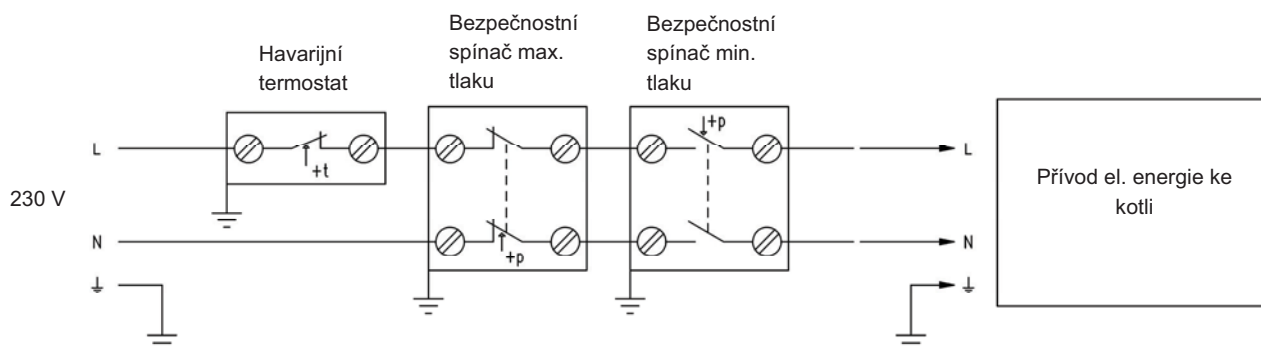 Havarijní
termostat
Bezpečnostní
spínač max.
tlaku
Bezpečnostní
spínač min.
tlaku
L
+t
+p
L
230 V
N
+p
N
Přívod el. energie ke
kotli